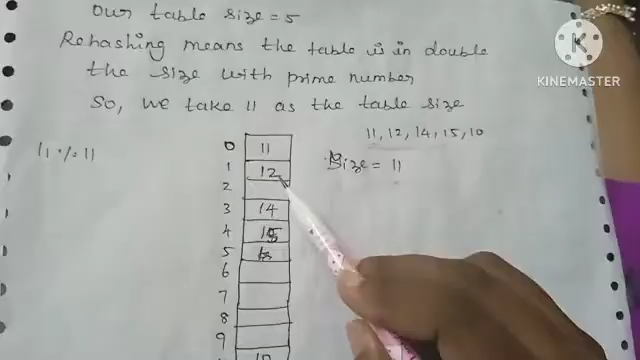 Our table size = 5
Rehashing means the table is in double
the size with prime number
So, we take 11 as the table size
11, 12, 14, 15, 10
Size = 11
11 % 11
0 11
1 12
2
3 14
4 15
5
6
7
8
9
10
KINEMASTER